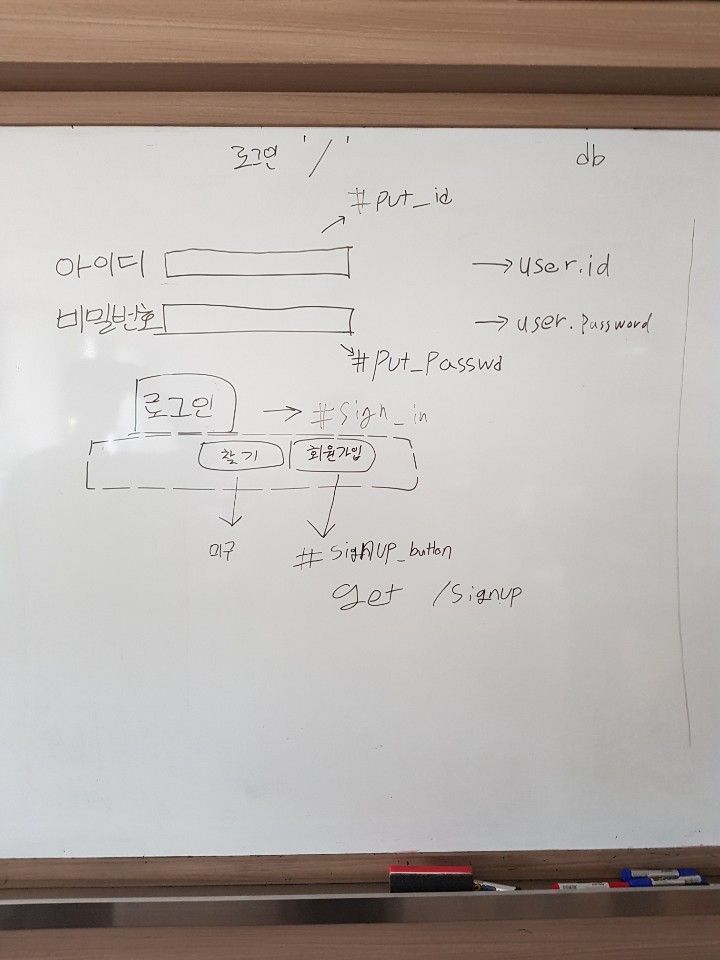 로그인 '/' db
#put_id
아이디 → user.id
비밀번호 → user.password
#put_passwd
로그인 → #sign_in
찾기 회원가입
미구 #signup_button
get /signup